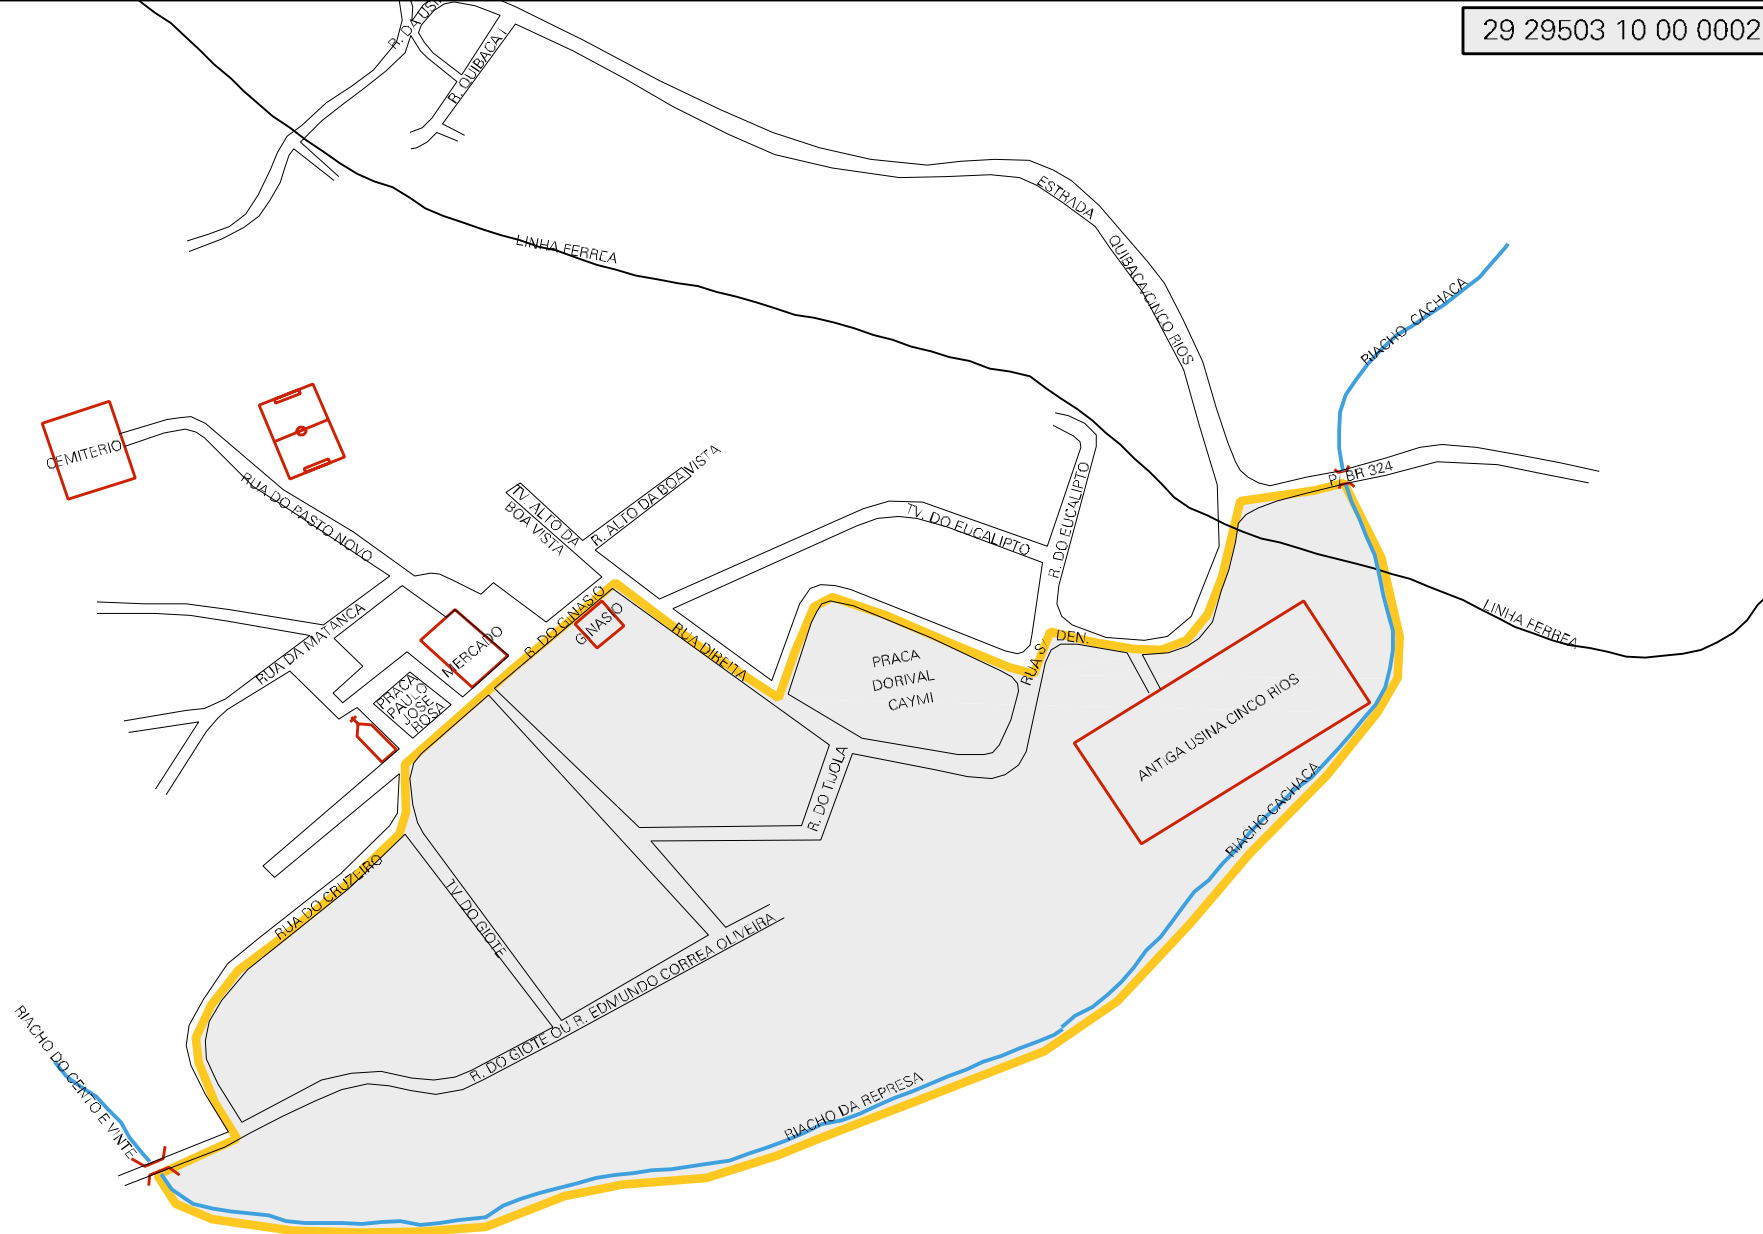 29 29503 10 00 0002
R. QUIBACA I
ESTRADA
QUIBACA/CINCO RIOS
LINHA FERREA
RIACHO CACHACA
P/ BR 324
CEMITERIO
RUA DO PASTO NOVO
TV. ALTO DA
BOA VISTA
R. ALTO DA BOA VISTA
TV. DO EUCALIPTO
R. DO EUCALIPTO
RUA DA MATANCA
MERCADO
R. DO GINASIO
GINASIO
RUA DIREITA
PRACA
DORIVAL
CAYMI
RUA S/ DEN.
LINHA FERREA
PRACA
PAULO
JOSE
ROSA
ANTIGA USINA CINCO RIOS
R. DO TIJOLA
RIACHO CACHACA
RUA DO CRUZEIRO
TV. DO GIOTE
R. DO GIOTE OU R. EDMUNDO CORREA OLIVEIRA
RIACHO DO CENTO E VINTE
RIACHO DA REPRESA